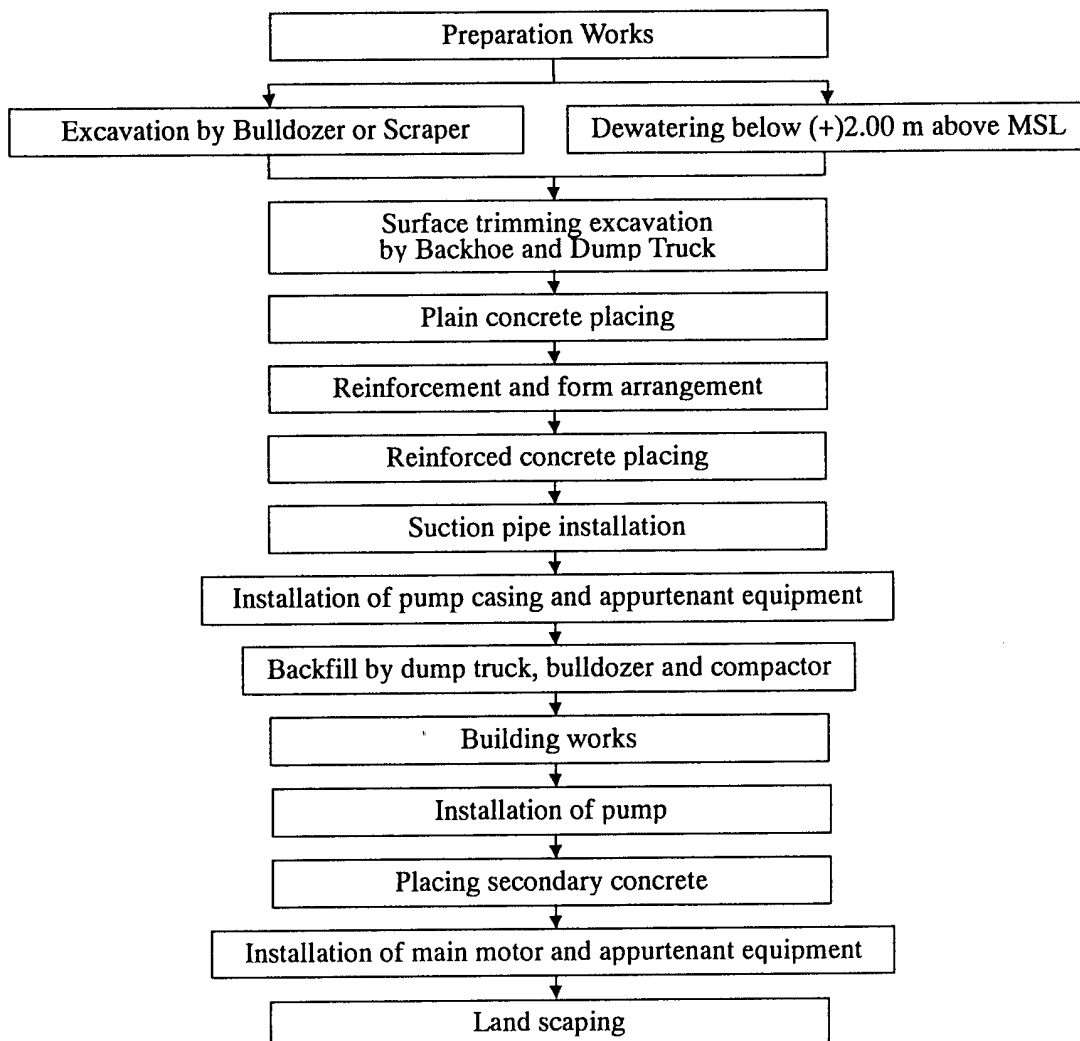 Preparation Works
Excavation by Bulldozer or Scraper
Dewatering below (+)2.00 m above MSL
Surface trimming excavation
by Backhoe and Dump Truck
Plain concrete placing
Reinforcement and form arrangement
Reinforced concrete placing
Suction pipe installation
Installation of pump casing and appurtenant equipment
Backfill by dump truck, bulldozer and compactor
Building works
Installation of pump
Placing secondary concrete
Installation of main motor and appurtenant equipment
Land scaping